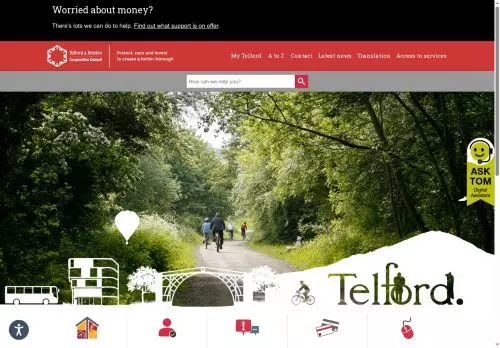 Worried about money?
There's lots we can do to help. Find out what support is on offer.
Telford & Wrekin
Co-operative Council
Protect, care and invest
to create a better borough
My Telford A to Z Contact Latest news Translation Access to services
How can we help you?
ASK
TOM
Digital
Assistant
Telford.